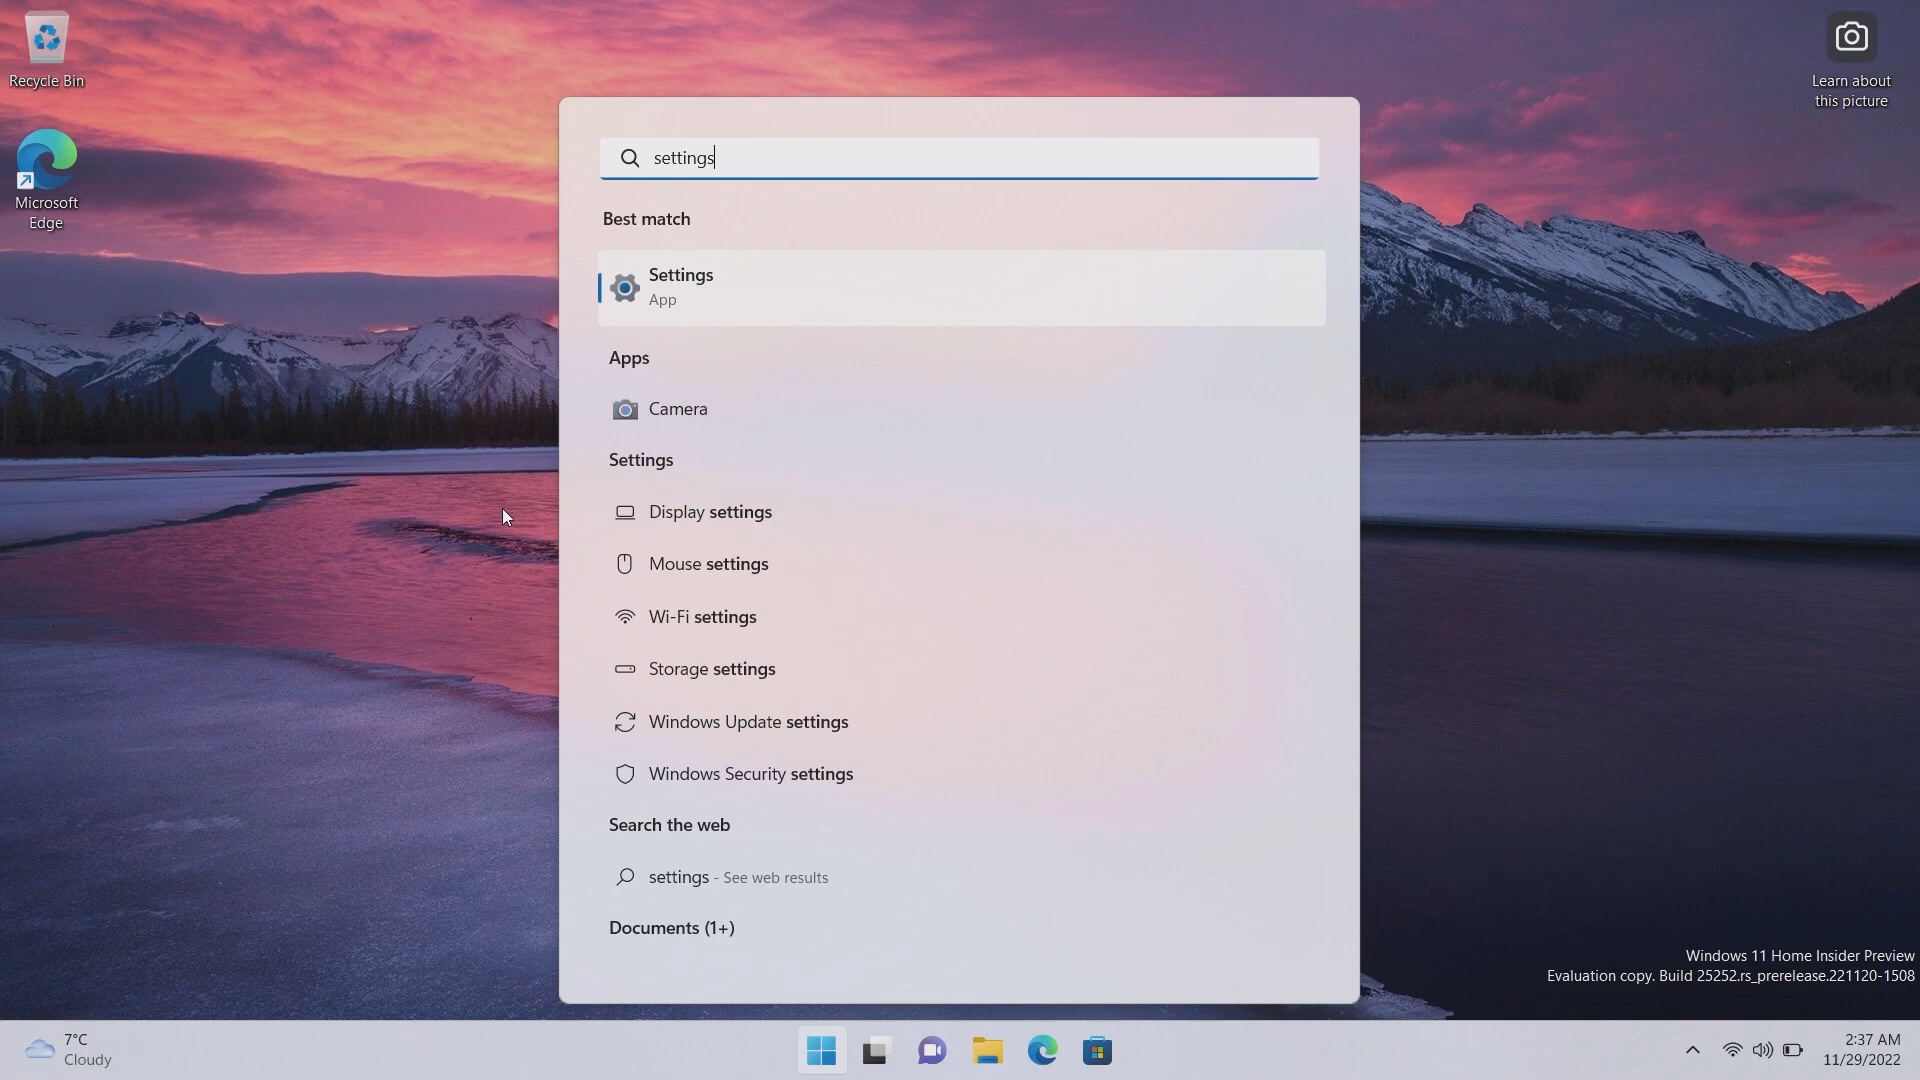 Recycle Bin
Microsoft
Edge
Learn about
this picture
settings
Best match
Settings
App
Apps
Camera
Settings
Display settings
Mouse settings
Wi-Fi settings
Storage settings
Windows Update settings
Windows Security settings
Search the web
settings - See web results
Documents (1+)
Windows 11 Home Insider Preview
Evaluation copy. Build 25252.rs_prerelease.221120-1508
7°C
Cloudy
2:37 AM
11/29/2022